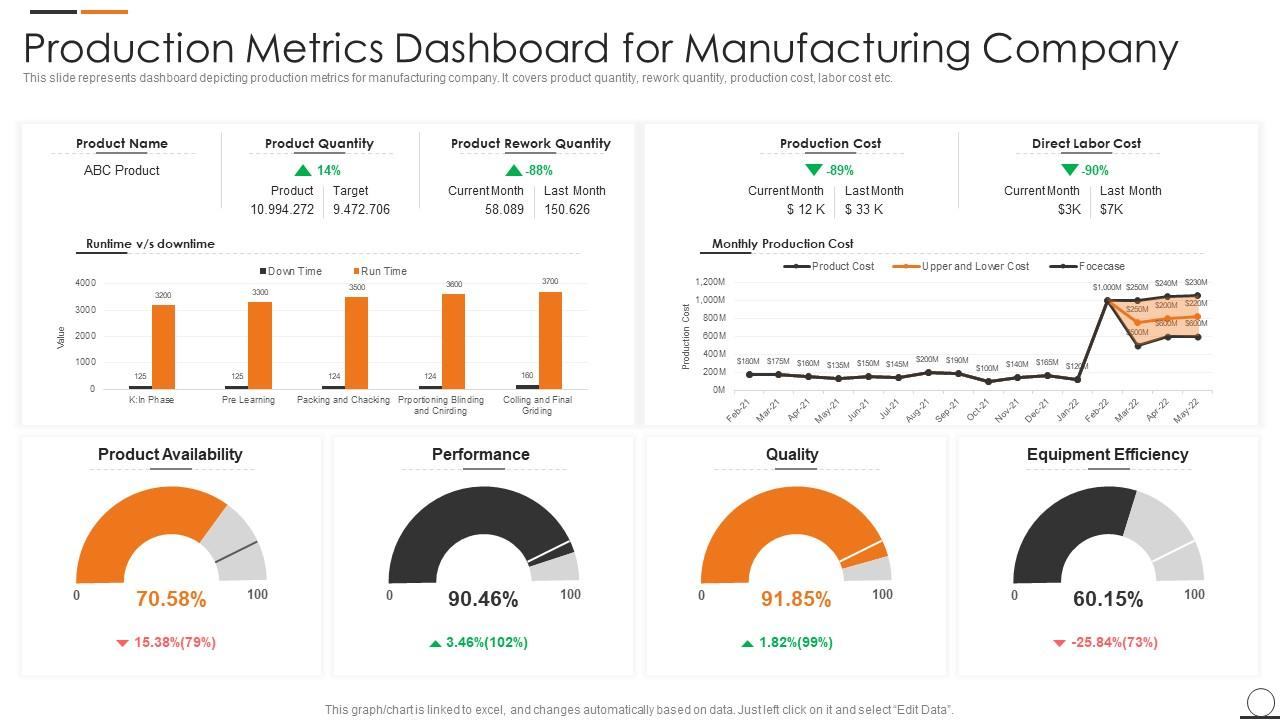 Production Metrics Dashboard for Manufacturing Company
This slide represents dashboard depicting production metrics for manufacturing company. It covers product quantity, rework quantity, production cost, labor cost etc.
Product Name
ABC Product
Product Quantity
14%
Product Target
10.994.272 9.472.706
Product Rework Quantity
-88%
Current Month Last Month
58.089 150.626
Production Cost
-89%
Current Month Last Month
$ 12 K $ 33 K
Direct Labor Cost
-90%
Current Month Last Month
$3K $7K
Runtime v/s downtime
Down Time Run Time
Value
4000
3000
2000
1000
0
125 3200 125 3300 124 3500 124 3600 160 3700
K:In Phase Pre Learning Packing and Chacking Prportioning Blinding Colling and Final
and Cnirding Griding
Monthly Production Cost
Product Cost Upper and Lower Cost Focecase
Production Cost
1,200M
1,000M
800M
600M
400M
200M
0M
$180M $175M $160M $135M $150M $145M $200M $190M $100M $140M $165M $120M $1,000M $250M $240M $230M
$250M $200M $220M
$500M $600M $600M
Feb-21 Mar-21 Apr-21 May-21 Jun-21 Jul-21 Aug-21 Sep-21 Oct-21 Nov-21 Dec-21 Jan-22 Feb-22 Mar-22 Apr-22 May-22
Product Availability
0 70.58% 100
15.38%(79%)
Performance
0 90.46% 100
3.46%(102%)
Quality
0 91.85% 100
1.82%(99%)
Equipment Efficiency
0 60.15% 100
-25.84%(73%)
This graph/chart is linked to excel, and changes automatically based on data. Just left click on it and select “Edit Data”.